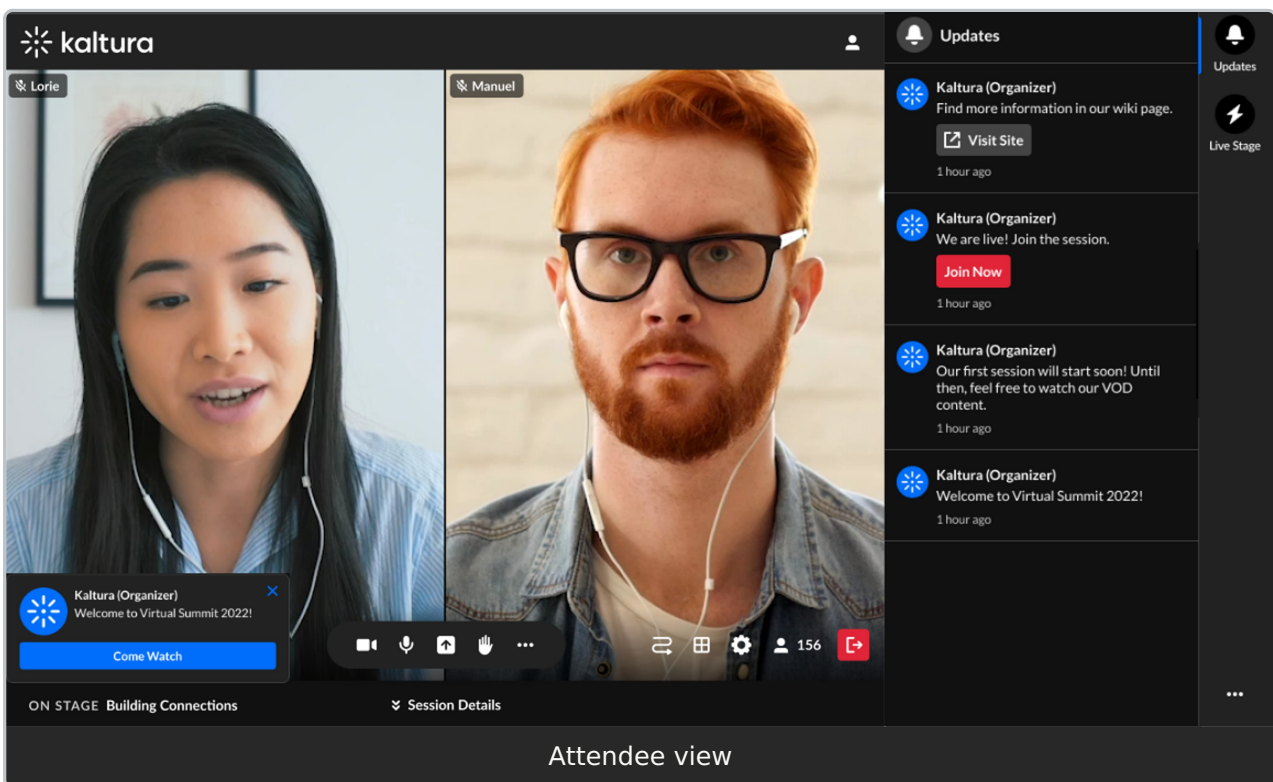 kaltura
Lorie
Manuel
Kaltura (Organizer)
Welcome to Virtual Summit 2022!
Come Watch
156
ON STAGE Building Connections
Session Details
Updates
Kaltura (Organizer)
Find more information in our wiki page.
Visit Site
1 hour ago
Kaltura (Organizer)
We are live! Join the session.
Join Now
1 hour ago
Kaltura (Organizer)
Our first session will start soon! Until
then, feel free to watch our VOD
content.
1 hour ago
Kaltura (Organizer)
Welcome to Virtual Summit 2022!
1 hour ago
Updates
Live Stage
Attendee view